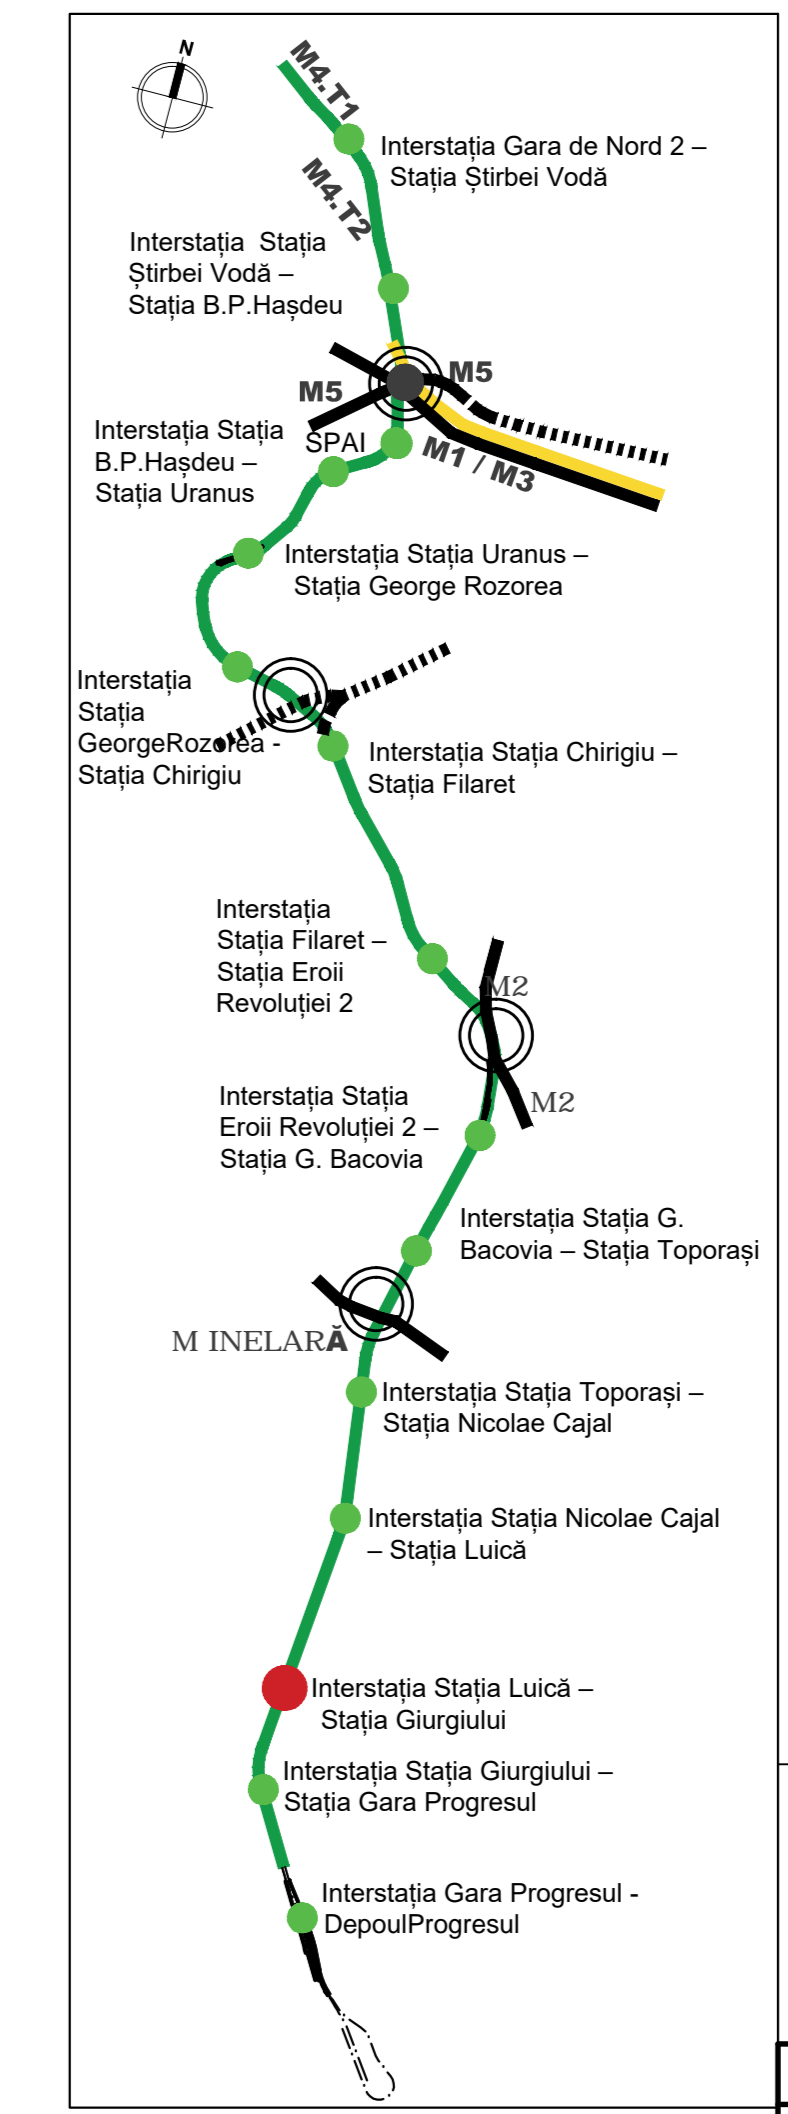 N
M4.T1
Interstația Gara de Nord 2 –
Stația Știrbei Vodă
M4.T2
Interstația Stația
Știrbei Vodă –
Stația B.P.Hașdeu
M5
M5
Interstația Stația
B.P.Hașdeu –
Stația Uranus
SPAI
M1 / M3
Interstația Stația Uranus –
Stația George Rozorea
Interstația
Stația
GeorgeRozorea -
Stația Chirigiu
Interstația Stația Chirigiu –
Stația Filaret
Interstația
Stația Filaret –
Stația Eroii
Revoluției 2
M2
Interstația Stația
Eroii Revoluției 2 –
Stația G. Bacovia
M2
Interstația Stația G.
Bacovia – Stația Toporași
M INELARĂ
Interstația Stația Toporași –
Stația Nicolae Cajal
Interstația Stația Nicolae Cajal
– Stația Luică
Interstația Stația Luică –
Stația Giurgiului
Interstația Stația Giurgiului –
Stația Gara Progresul
Interstația Gara Progresul -
DepoulProgresul